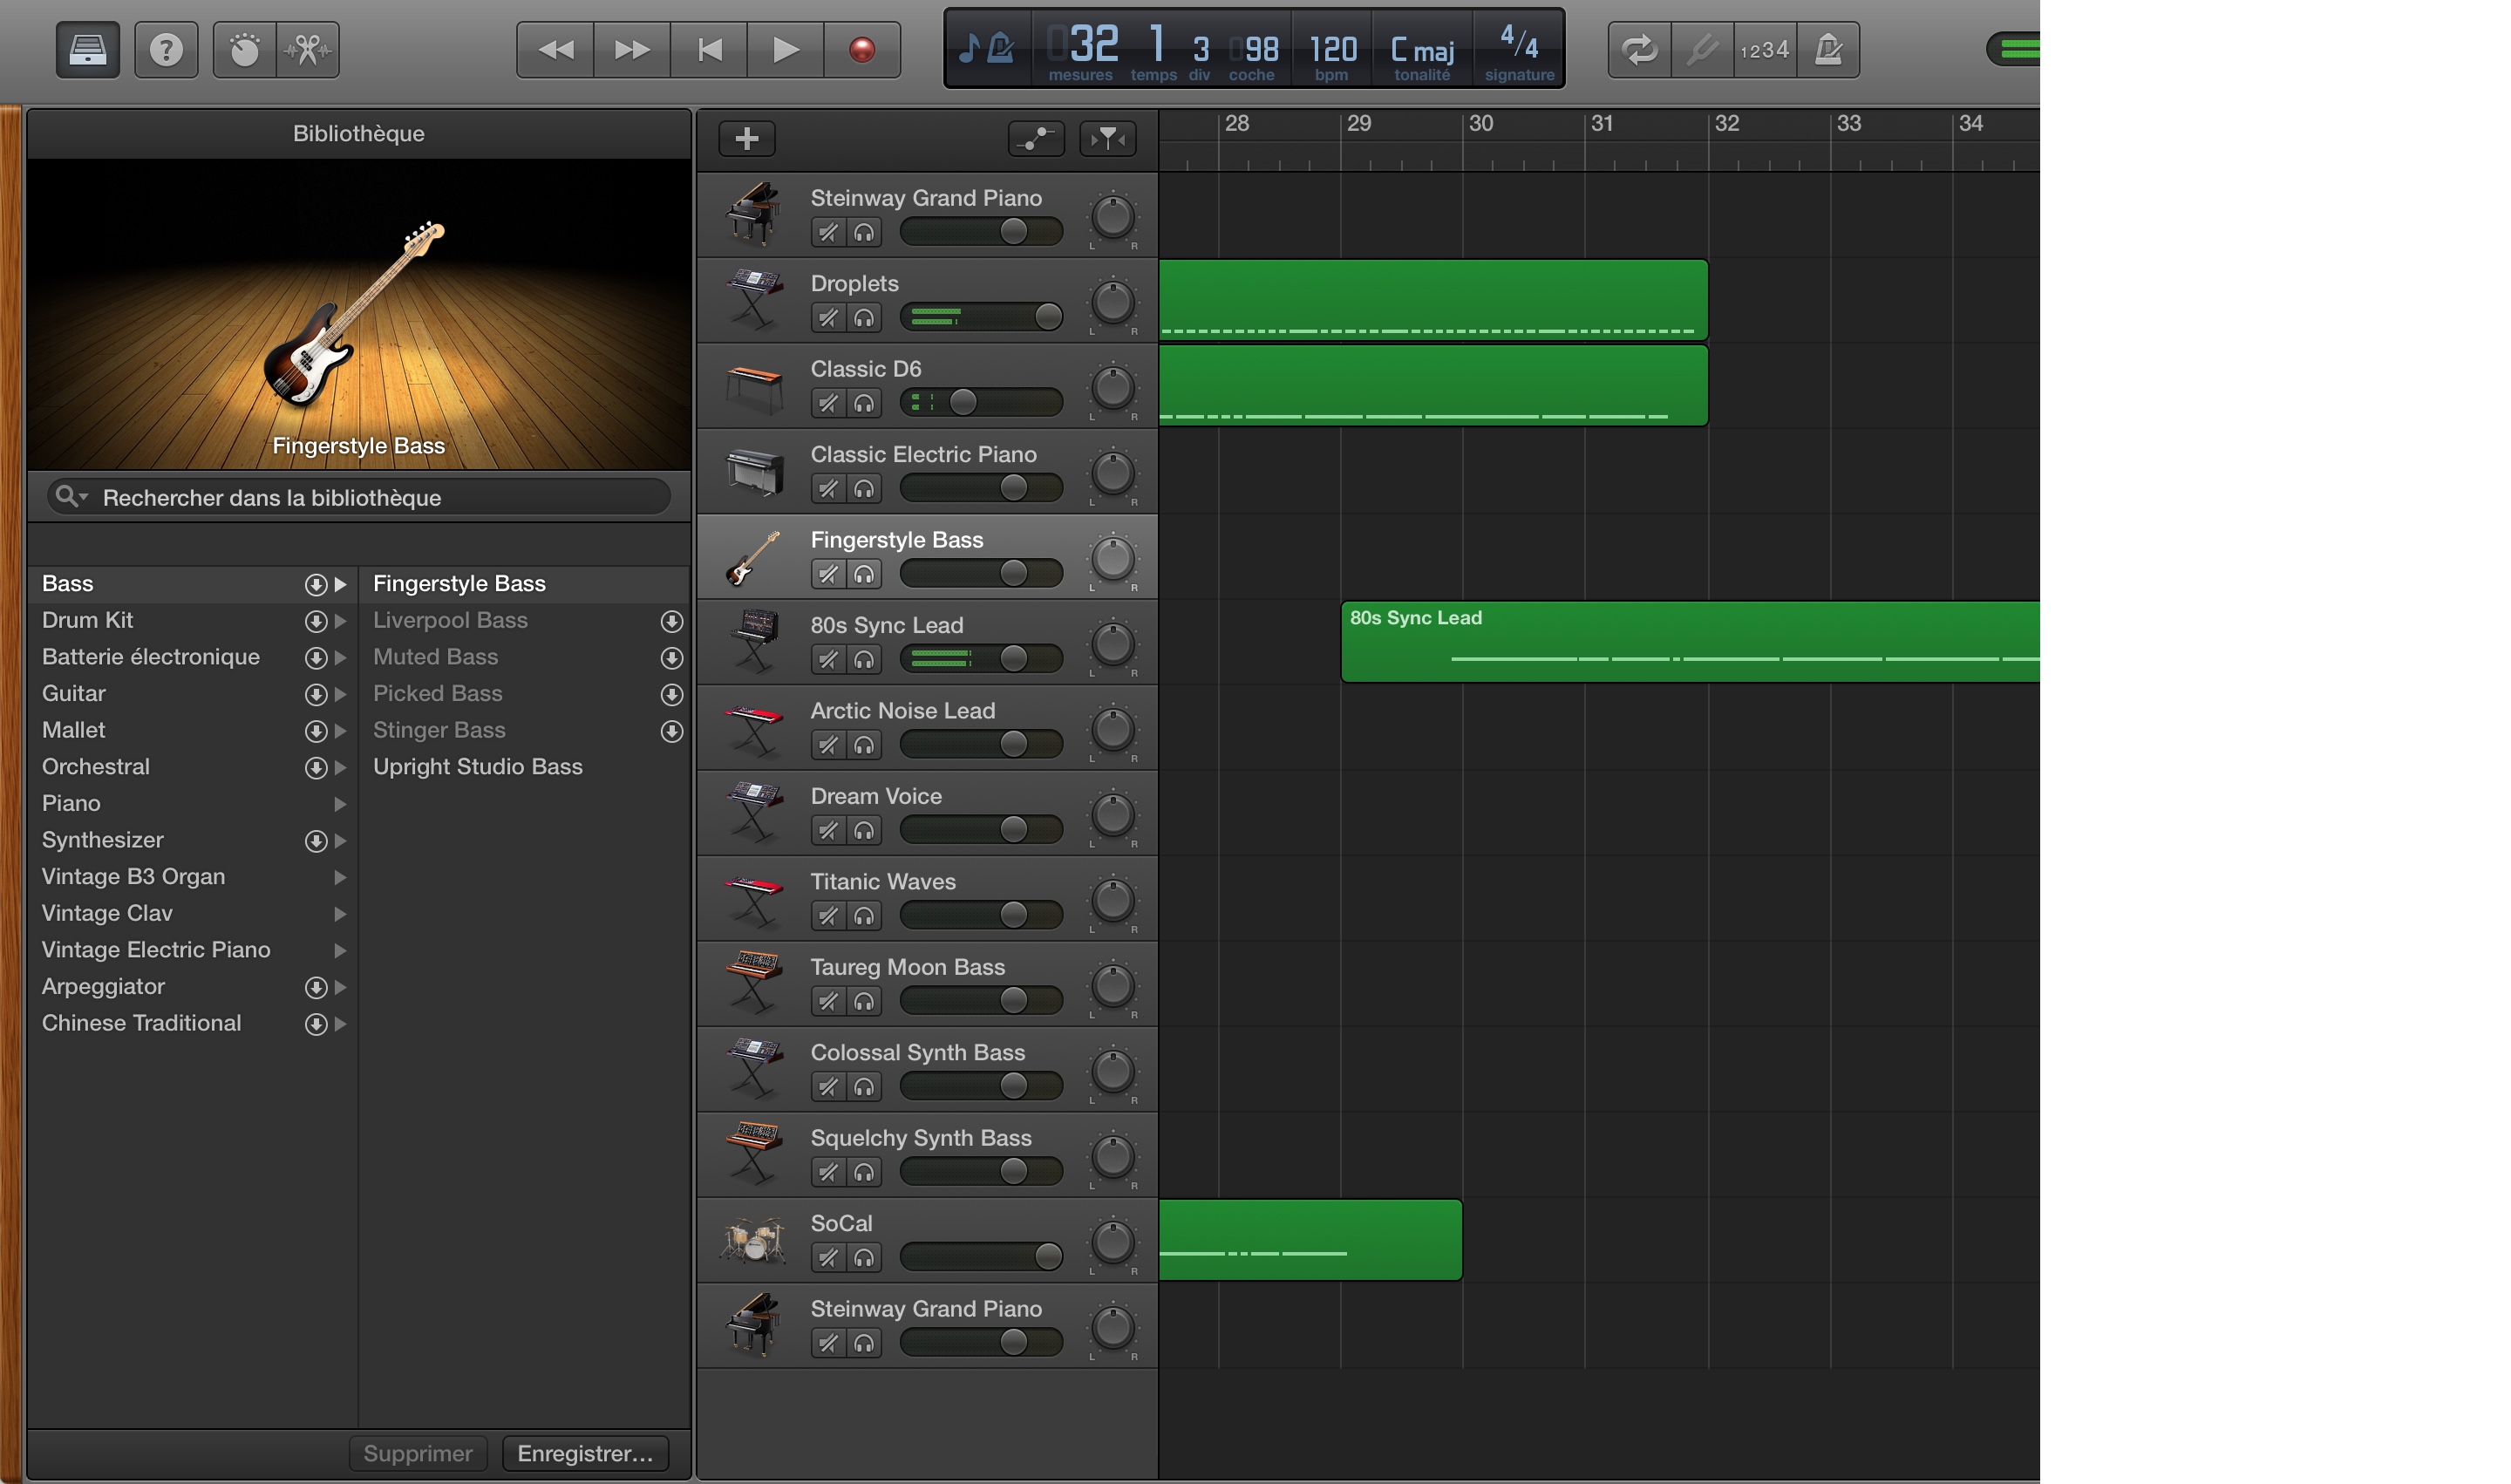 032 1 3 098 120 C maj 4/4
mesures temps div coche bpm tonalité signature
1234
Bibliothèque
Fingerstyle Bass
Rechercher dans la bibliothèque
Bass
Drum Kit
Batterie électronique
Guitar
Mallet
Orchestral
Piano
Synthesizer
Vintage B3 Organ
Vintage Clav
Vintage Electric Piano
Arpeggiator
Chinese Traditional
Fingerstyle Bass
Liverpool Bass
Muted Bass
Picked Bass
Stinger Bass
Upright Studio Bass
Supprimer
Enregistrer...
28 29 30 31 32 33 34
Steinway Grand Piano
L R
Droplets
L R
Classic D6
L R
Classic Electric Piano
L R
Fingerstyle Bass
L R
80s Sync Lead
L R
80s Sync Lead
Arctic Noise Lead
L R
Dream Voice
L R
Titanic Waves
L R
Taureg Moon Bass
L R
Colossal Synth Bass
L R
Squelchy Synth Bass
L R
SoCal
L R
Steinway Grand Piano
L R